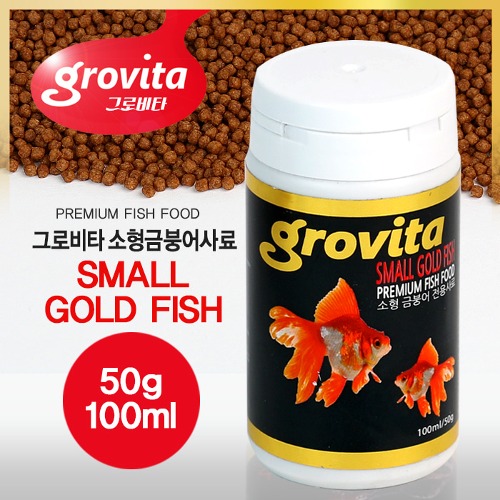 grovita
그로비타
PREMIUM FISH FOOD
그로비타 소형금붕어사료
SMALL
GOLD FISH
50g
100ml
grovita
SMALL GOLD FISH
PREMIUM FISH FOOD
소형 금붕어 전용사료
100ml/50g